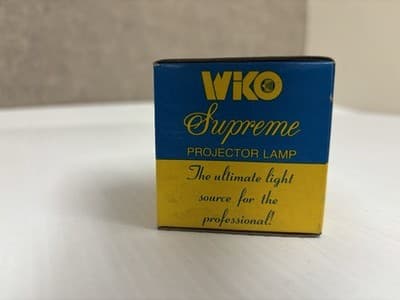 WIKO
Supreme
PROJECTOR LAMP
The ultimate light
source for the
professional!